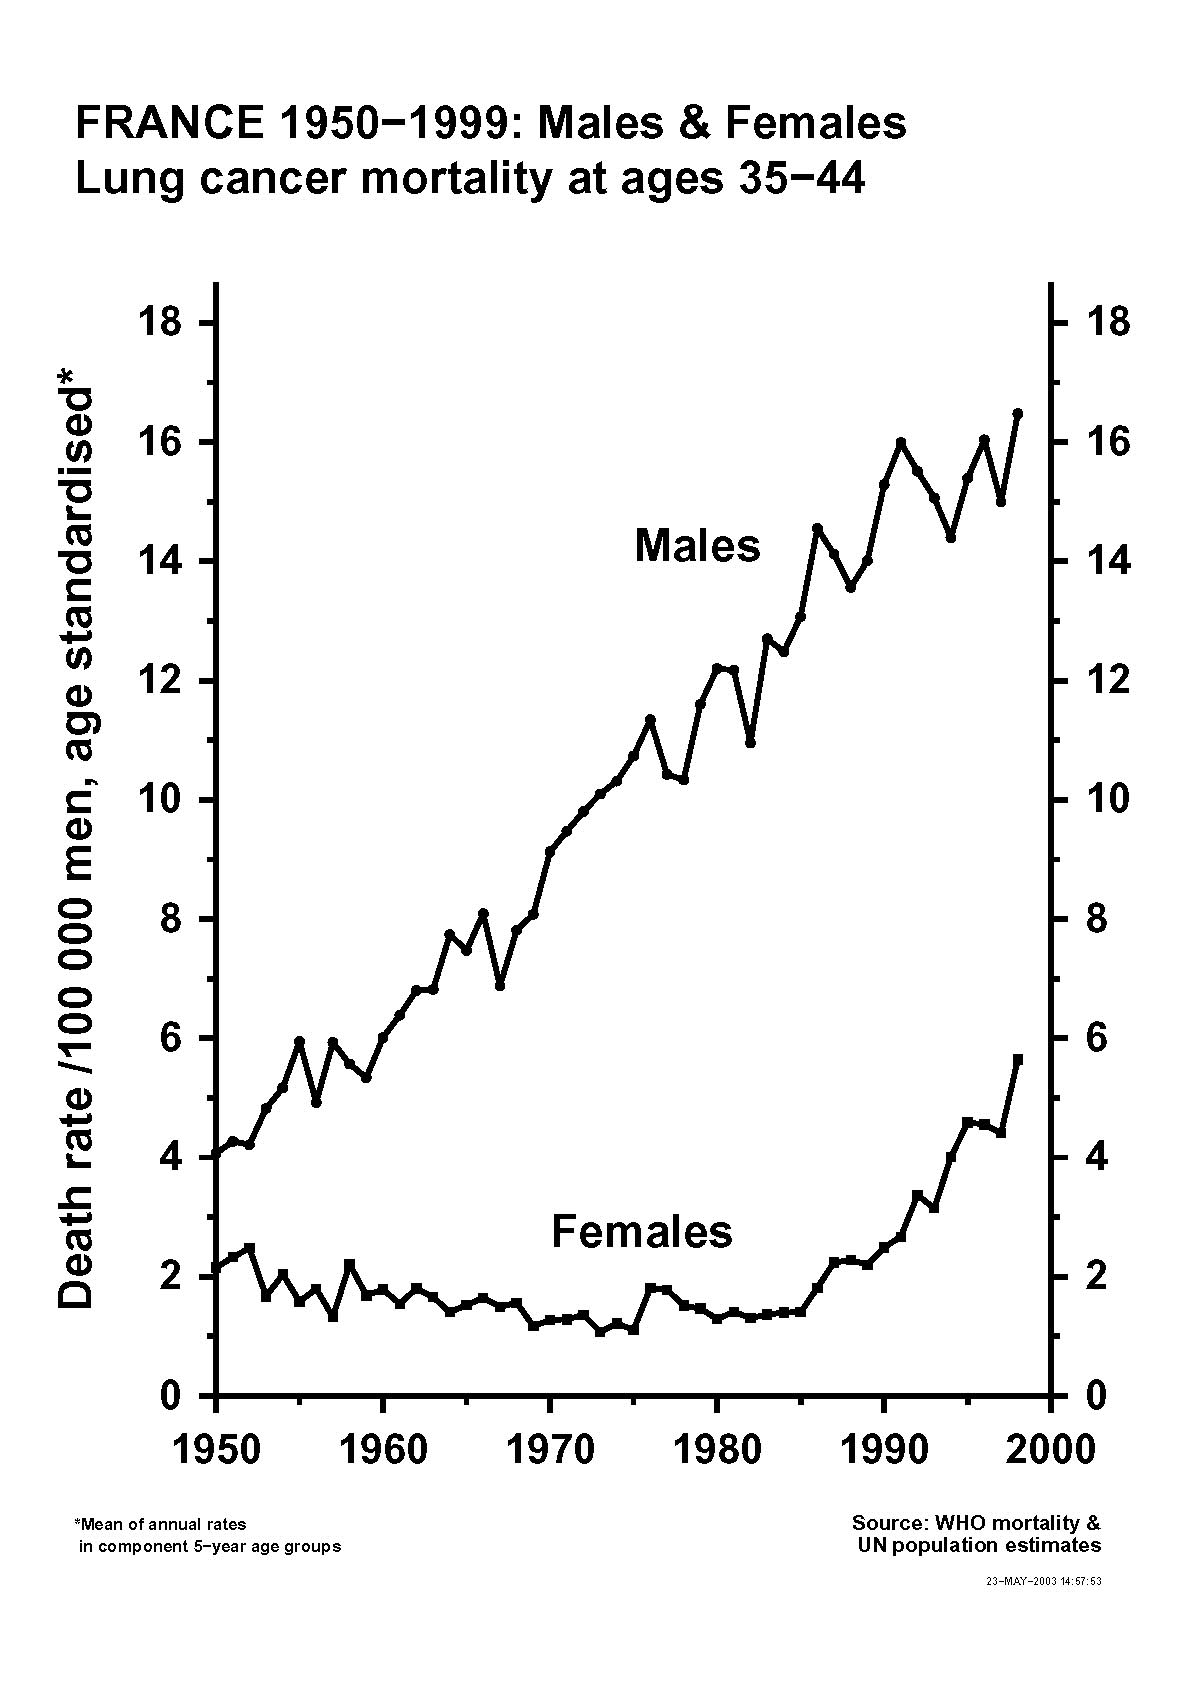 FRANCE 1950−1999: Males & Females
Lung cancer mortality at ages 35−44
Death rate /100 000 men, age standardised*
18
16
14
12
10
8
6
4
2
0
Males
Females
18
16
14
12
10
8
6
4
2
0
1950 1960 1970 1980 1990 2000
*Mean of annual rates
in component 5−year age groups
Source: WHO mortality &
UN population estimates
23−MAY−2003 14:57:53